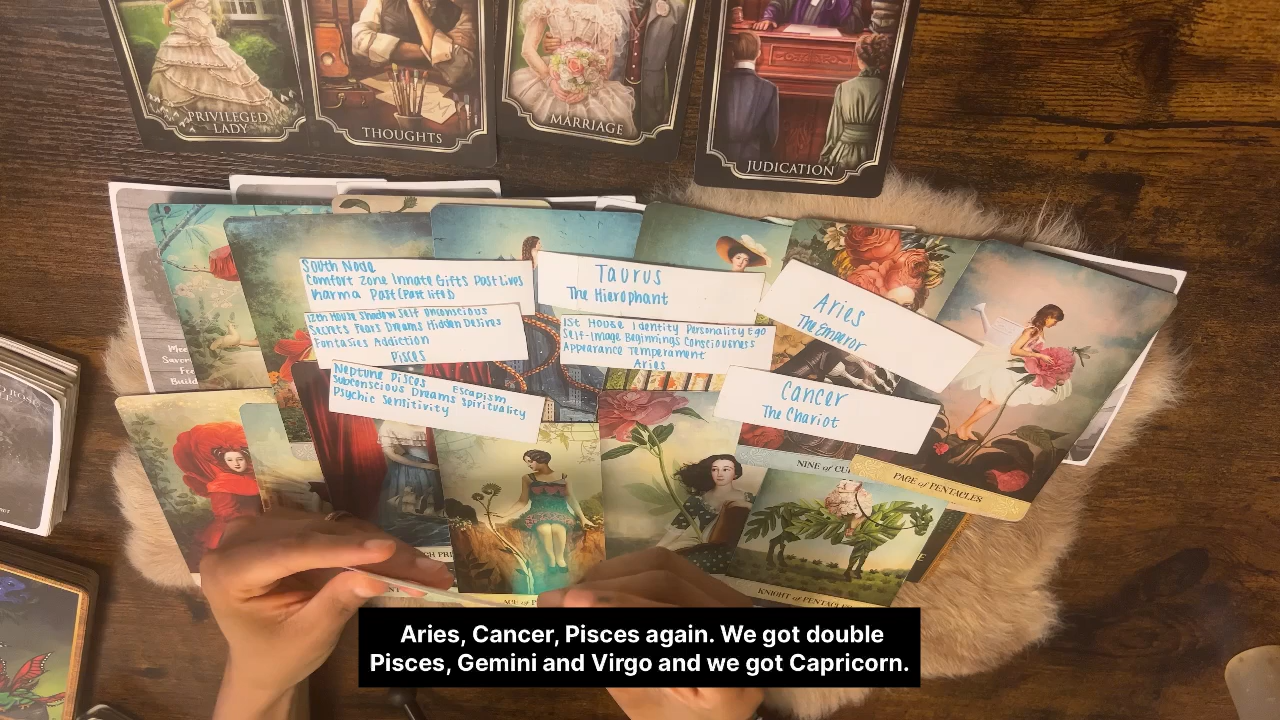 PRIVILEGED
LADY
THOUGHTS
MARRIAGE
JUDICATION
South Node
Comfort Zone Innate Gifts Past Lives
Karma Past (Past lifes)
12th House Shadow Self Unconscious
Secrets Fears Dreams Hidden Desires
Fantasies Addiction
Pisces
Neptune Pisces Escapism
Subconscious Dreams Spirituality
Psychic Sensitivity
Taurus
The Hierophant
1st House Identity Personality Ego
Self-Image Beginnings Consciousness
Appearance Temperament
Aries
Aries
The Emperor
Cancer
The Chariot
NINE of
PAGE of PENTACLES
KNIGHT of PENTACLES
Aries, Cancer, Pisces again. We got double
Pisces, Gemini and Virgo and we got Capricorn.